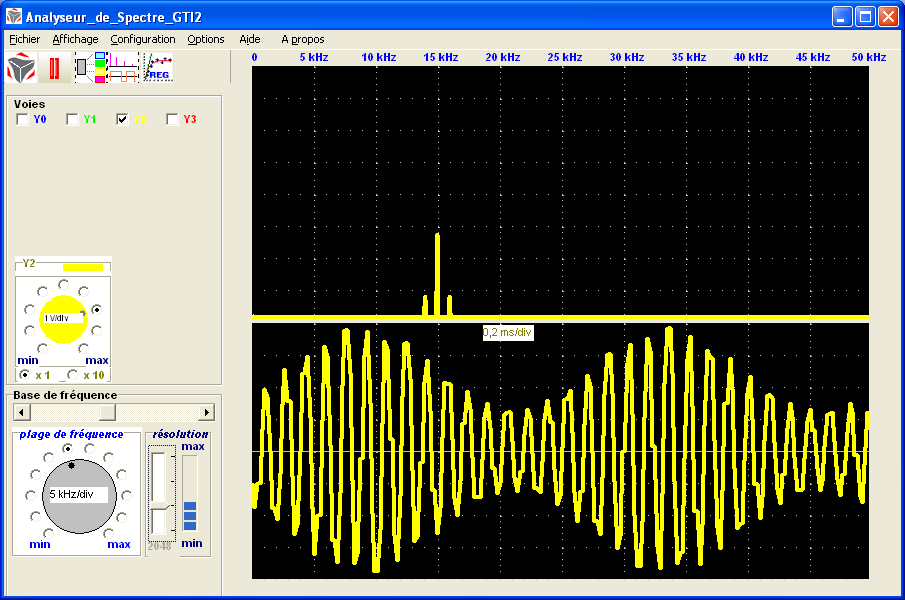 Analyseur_de_Spectre_GTI2
Fichier Affichage Configuration Options Aide A propos
REG
0 5 kHz 10 kHz 15 kHz 20 kHz 25 kHz 30 kHz 35 kHz 40 kHz 45 kHz 50 kHz
Voies
Y0 Y1 Y2 Y3
Y2
1 V/div
min max
x 1 x 10
0,2 ms/div
Base de fréquence
plage de fréquence
5 kHz/div
min max
résolution
max
2048 min